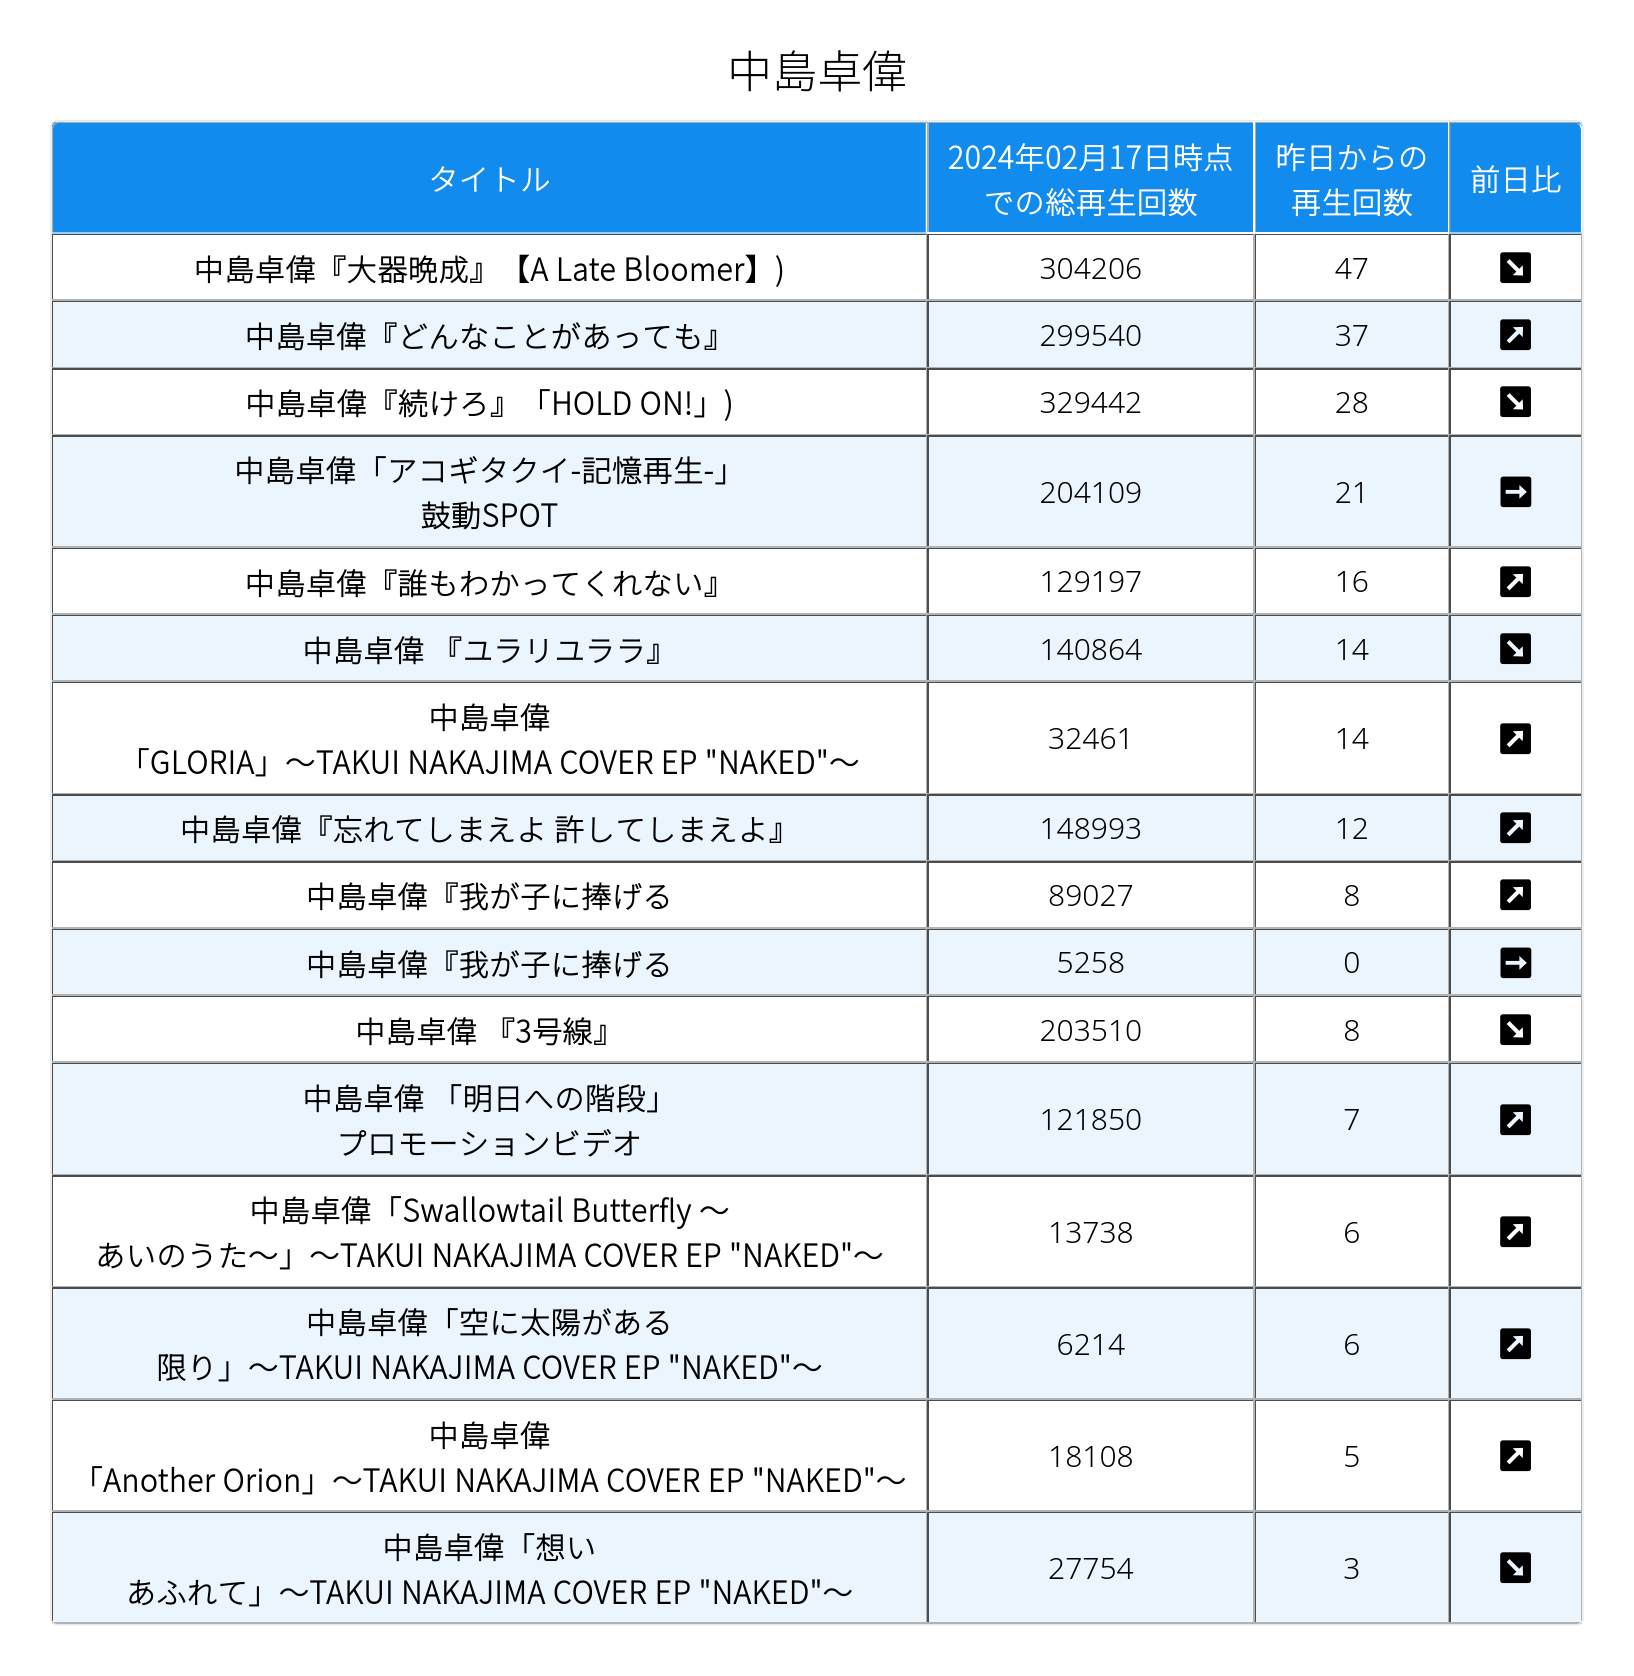 中島卓偉
タイトル
2024年02月17日時点
での総再生回数
昨日からの
再生回数
前日比
中島卓偉『大器晩成』【A Late Bloomer】)
304206
47
中島卓偉『どんなことがあっても』
299540
37
中島卓偉『続けろ』「HOLD ON!」)
329442
28
中島卓偉「アコギタクイ-記憶再生-」
鼓動SPOT
204109
21
中島卓偉『誰もわかってくれない』
129197
16
中島卓偉 『ユラリユララ』
140864
14
中島卓偉
「GLORIA」～TAKUI NAKAJIMA COVER EP "NAKED"～
32461
14
中島卓偉『忘れてしまえよ 許してしまえよ』
148993
12
中島卓偉『我が子に捧げる
89027
8
中島卓偉『我が子に捧げる
5258
0
中島卓偉 『3号線』
203510
8
中島卓偉 「明日への階段」
プロモーションビデオ
121850
7
中島卓偉「Swallowtail Butterfly ～
あいのうた～」～TAKUI NAKAJIMA COVER EP "NAKED"～
13738
6
中島卓偉「空に太陽がある
限り」～TAKUI NAKAJIMA COVER EP "NAKED"～
6214
6
中島卓偉
「Another Orion」～TAKUI NAKAJIMA COVER EP "NAKED"～
18108
5
中島卓偉「想い
あふれて」～TAKUI NAKAJIMA COVER EP "NAKED"～
27754
3